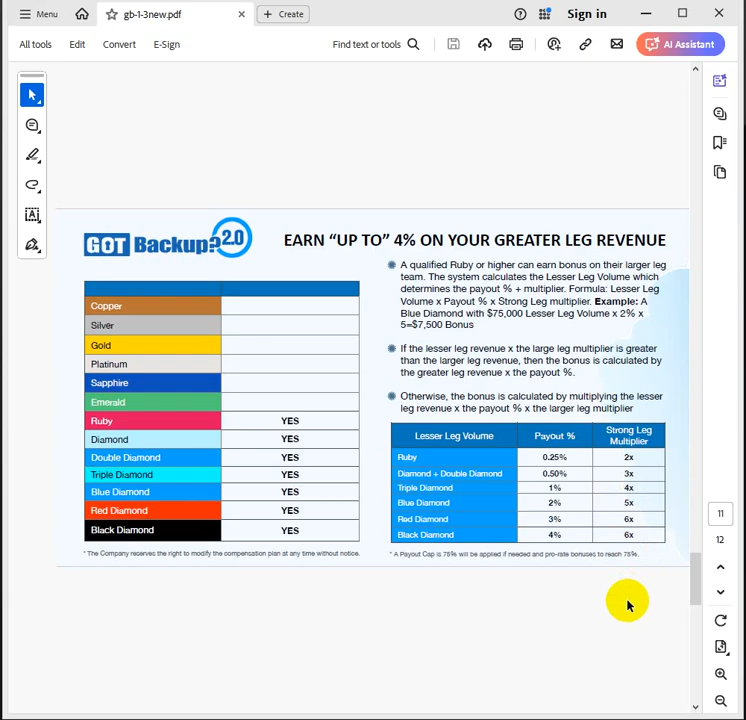 Menu
gb-1-3new.pdf
Create
Sign in
All tools
Edit
Convert
E-Sign
Find text or tools
AI Assistant
GOT Backup? 2.0
EARN “UP TO” 4% ON YOUR GREATER LEG REVENUE
Copper
Silver
Gold
Platinum
Sapphire
Emerald
Ruby YES
Diamond YES
Double Diamond YES
Triple Diamond YES
Blue Diamond YES
Red Diamond YES
Black Diamond YES
* The Company reserves the right to modify the compensation plan at any time without notice.
A qualified Ruby or higher can earn bonus on their larger leg
team. The system calculates the Lesser Leg Volume which
determines the payout % + multiplier. Formula: Lesser Leg
Volume x Payout % x Strong Leg multiplier. Example: A
Blue Diamond with $75,000 Lesser Leg Volume x 2% x
5=$7,500 Bonus
If the lesser leg revenue x the large leg multiplier is greater
than the larger leg revenue, then the bonus is calculated by
the greater leg revenue x the payout %.
Otherwise, the bonus is calculated by multiplying the lesser
leg revenue x the payout % x the larger leg multiplier
Lesser Leg Volume Payout % Strong Leg
Multiplier
Ruby 0.25% 2x
Diamond + Double Diamond 0.50% 3x
Triple Diamond 1% 4x
Blue Diamond 2% 5x
Red Diamond 3% 6x
Black Diamond 4% 6x
* A Payout Cap is 75% will be applied if needed and pro-rate bonuses to reach 75%.
11
12